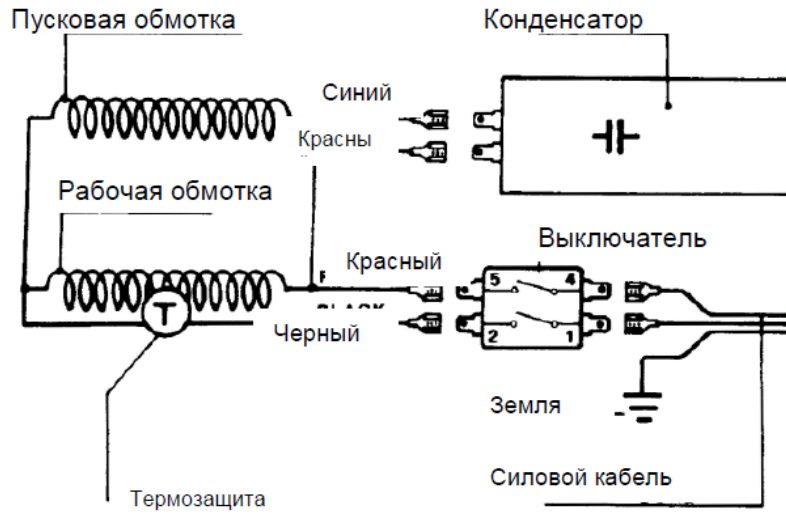 Пусковая обмотка
Конденсатор
Синий
Красны
Рабочая обмотка
Красный
Выключатель
5 4
2 1
T
Черный
Земля
Силовой кабель
Термозащита